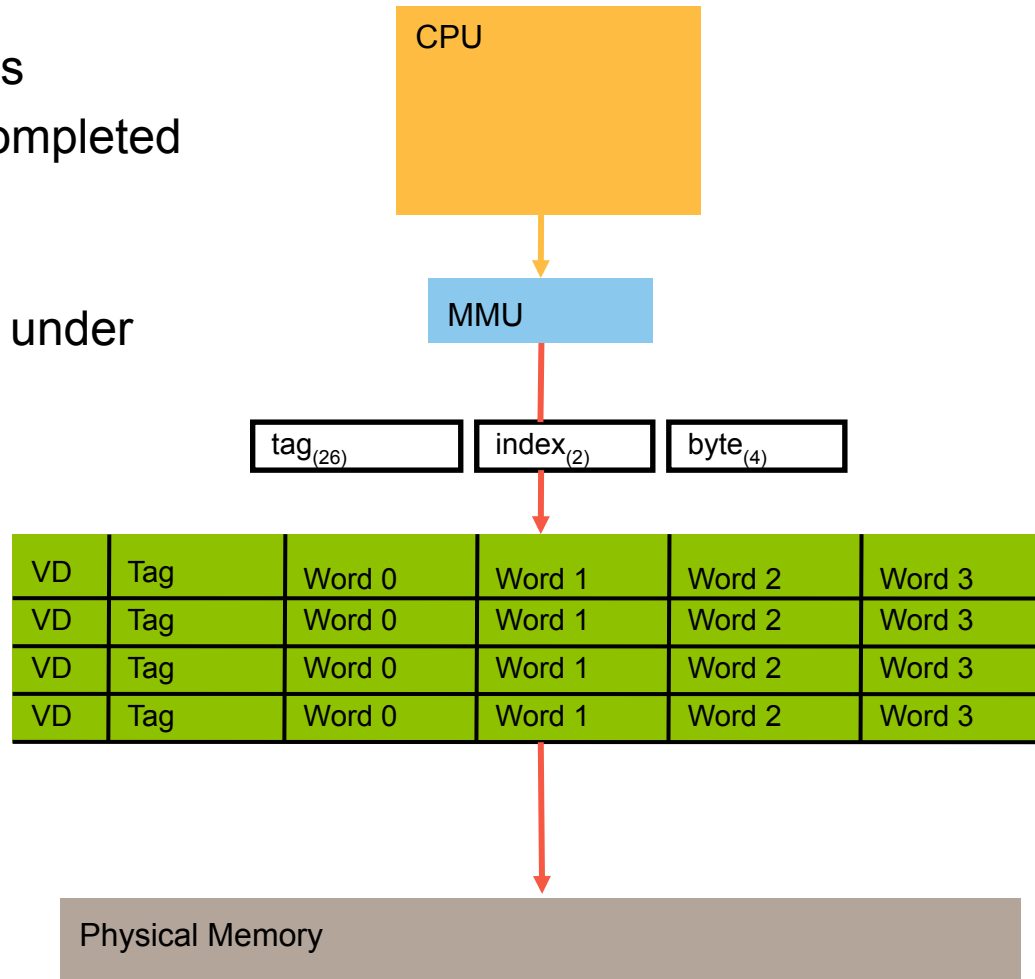 CPU
s
ompleted
MMU
under
tag(26) index(2) byte(4)
VD Tag Word 0 Word 1 Word 2 Word 3
VD Tag Word 0 Word 1 Word 2 Word 3
VD Tag Word 0 Word 1 Word 2 Word 3
VD Tag Word 0 Word 1 Word 2 Word 3
Physical Memory